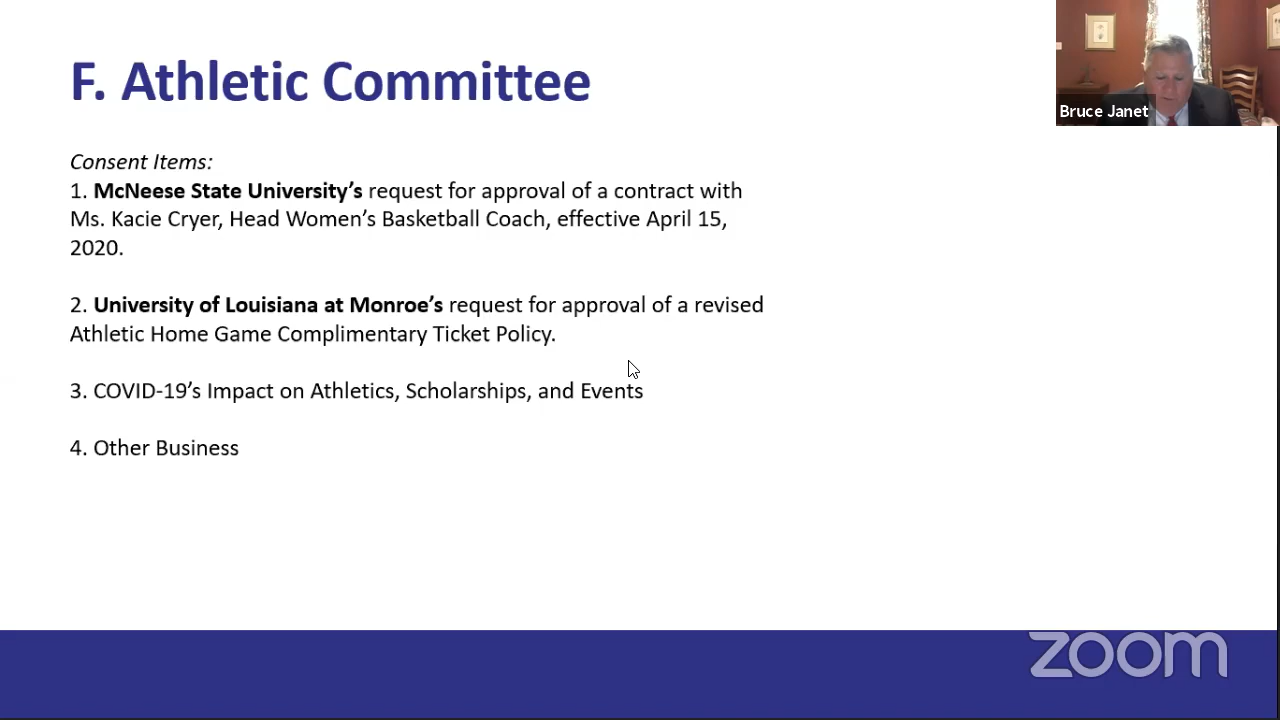 F. Athletic Committee
Bruce Janet
Consent Items:
1. McNeese State University’s request for approval of a contract with
Ms. Kacie Cryer, Head Women’s Basketball Coach, effective April 15,
2020.
2. University of Louisiana at Monroe’s request for approval of a revised
Athletic Home Game Complimentary Ticket Policy.
3. COVID-19’s Impact on Athletics, Scholarships, and Events
4. Other Business
zoom